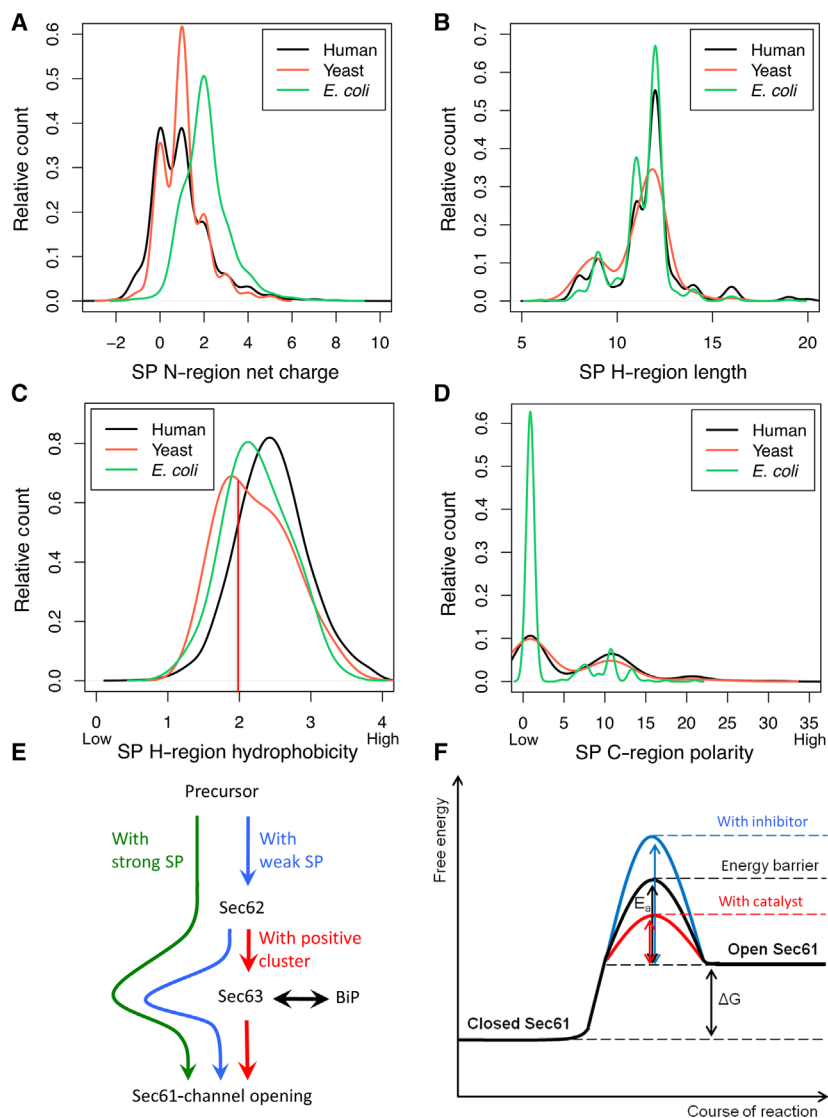 A
Relative count
0.6
0.5
0.4
0.3
0.2
0.1
0.0
Human
Yeast
E. coli
−2 0 2 4 6 8 10
SP N−region net charge
B
Relative count
0.7
0.6
0.5
0.4
0.3
0.2
0.1
0.0
Human
Yeast
E. coli
5 10 15 20
SP H−region length
C
Relative count
0.8
0.6
0.4
0.2
0.0
Human
Yeast
E. coli
0 1 2 3 4
Low High
SP H−region hydrophobicity
D
Relative count
0.6
0.5
0.4
0.3
0.2
0.1
0.0
Human
Yeast
E. coli
0 5 10 15 20 25 30 35
Low High
SP C−region polarity
E
Precursor
With
strong SP
With
weak SP
Sec62
With positive
cluster
Sec63
BiP
Sec61-channel opening
F
Free energy
With inhibitor
Energy barrier
Ea
With catalyst
Open Sec61
ΔG
Closed Sec61
Course of reaction